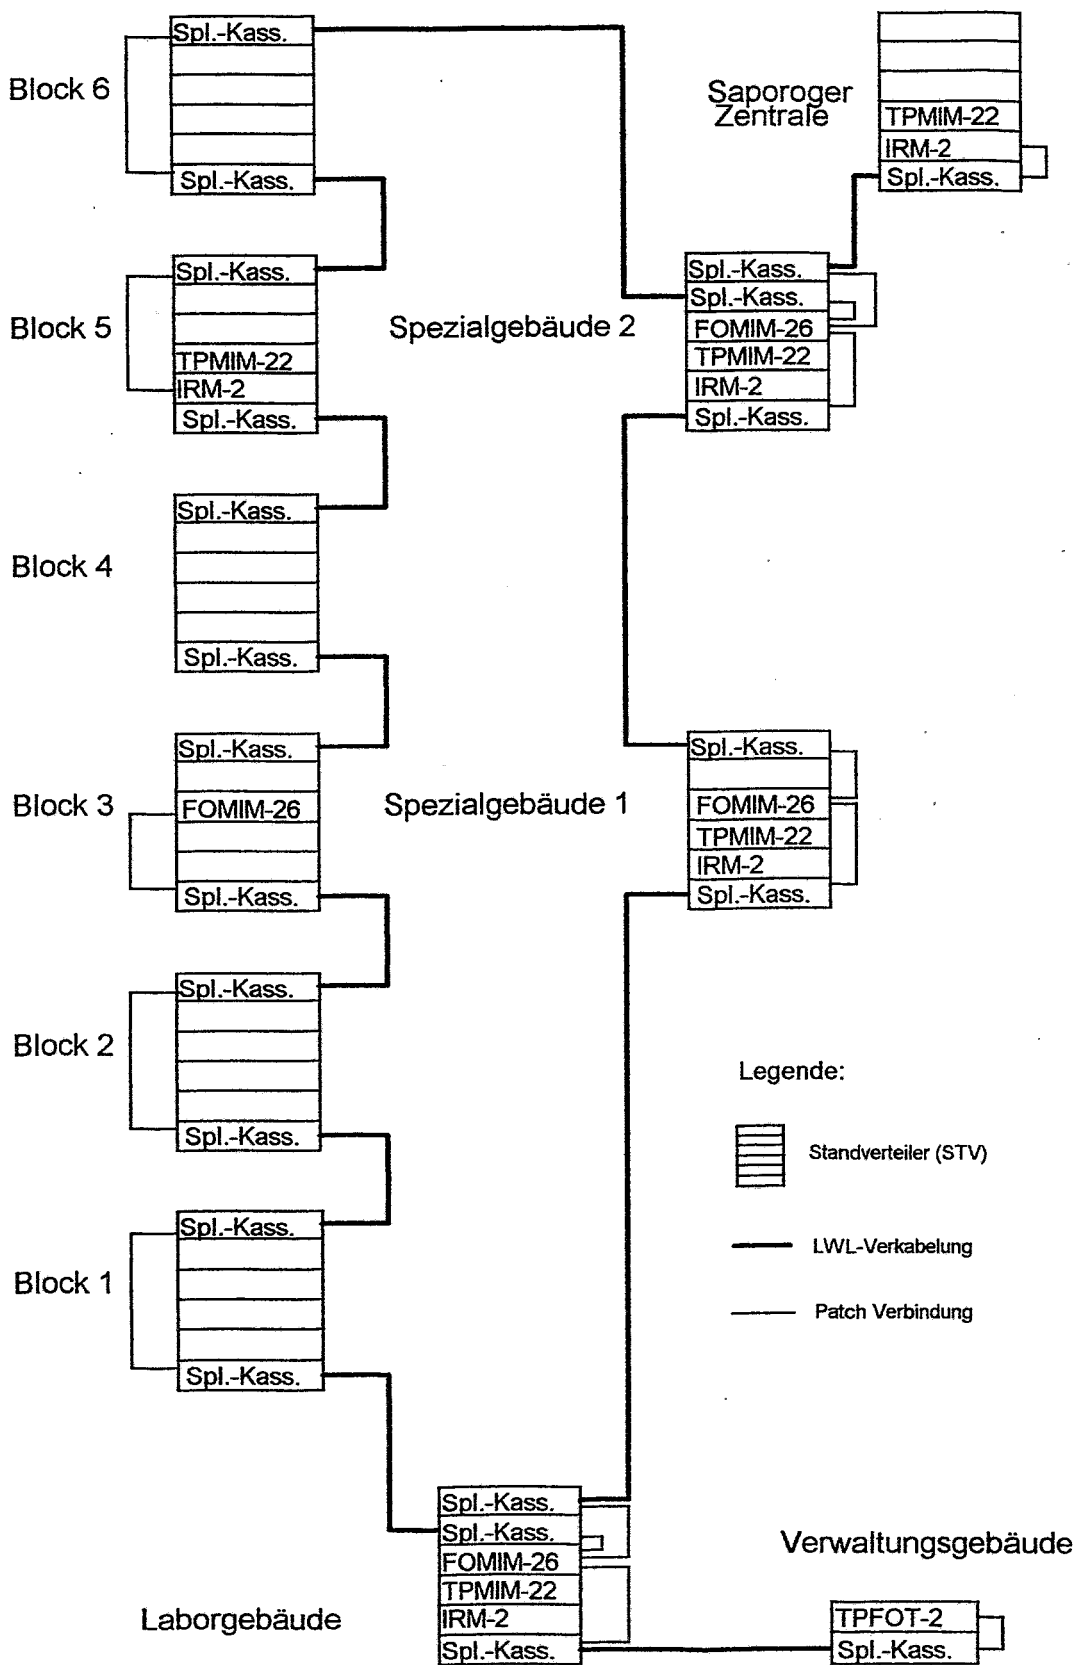 Block 6
Spl.-Kass.
Spl.-Kass.
Saporoger
Zentrale
TPMIM-22
IRM-2
Spl.-Kass.
Block 5
Spl.-Kass.
TPMIM-22
IRM-2
Spl.-Kass.
Spezialgebäude 2
Spl.-Kass.
Spl.-Kass.
FOMIM-26
TPMIM-22
IRM-2
Spl.-Kass.
Block 4
Spl.-Kass.
Spl.-Kass.
Block 3
Spl.-Kass.
FOMIM-26
Spl.-Kass.
Spezialgebäude 1
Spl.-Kass.
FOMIM-26
TPMIM-22
IRM-2
Spl.-Kass.
Block 2
Spl.-Kass.
Spl.-Kass.
Legende:
Standverteiler (STV)
LWL-Verkabelung
Patch Verbindung
Block 1
Spl.-Kass.
Spl.-Kass.
Laborgebäude
Spl.-Kass.
Spl.-Kass.
FOMIM-26
TPMIM-22
IRM-2
Spl.-Kass.
Verwaltungsgebäude
TPFOT-2
Spl.-Kass.